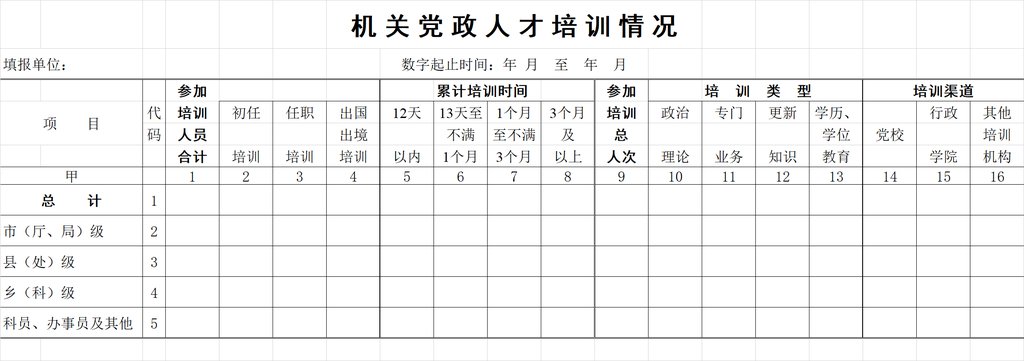 机关党政人才培训情况
填报单位： 数字起止时间：年 月 至 年 月
参加 累计培训时间 参加 培 训 类 型 培训渠道
项 目 代 培训 初任 任职 出国 12天 13天至 1个月 3个月 培训 政治 专门 更新 学历、 行政 其他
码 人员 出境 不满 至不满 及 总 学位 党校 培训
合计 培训 培训 培训 以内 1个月 3个月 以上 人次 理论 业务 知识 教育 学院 机构
甲 1 2 3 4 5 6 7 8 9 10 11 12 13 14 15 16
总 计 1
市（厅、局）级 2
县（处）级 3
乡（科）级 4
科员、办事员及其他 5